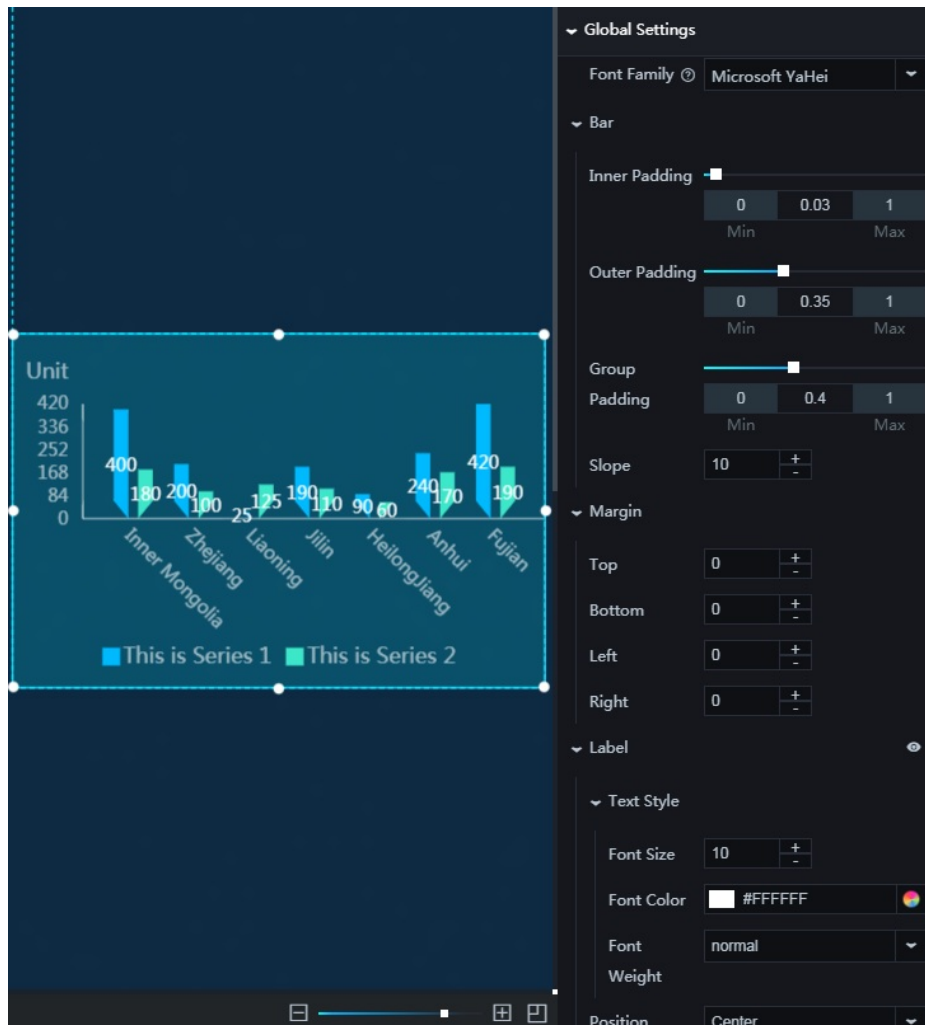 Unit
420
336
252
168
84
0
400
180
200
100
25
125
190
110
90
60
240
170
420
190
Inner Mongolia
Zhejiang
Liaoning
Jilin
HeilongJiang
Anhui
Fujian
This is Series 1 This is Series 2
Global Settings
Font Family ? Microsoft YaHei
Bar
Inner Padding
0 0.03 1
Min Max
Outer Padding
0 0.35 1
Min Max
Group
Padding 0 0.4 1
Min Max
Slope 10 + -
Margin
Top 0 + -
Bottom 0 + -
Left 0 + -
Right 0 + -
Label
Text Style
Font Size 10 + -
Font Color #FFFFFF
Font normal
Weight
Position Center